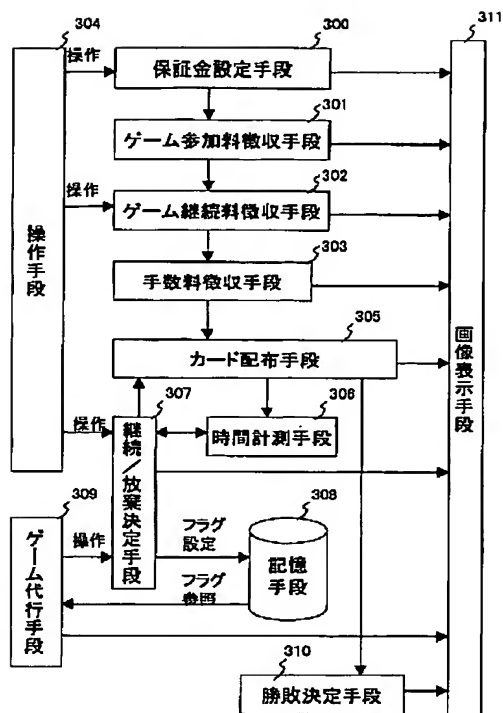 304
300
311
操作
保証金設定手段
301
ゲーム参加料徴収手段
操作
302
ゲーム継続料徴収手段
303
手数料徴収手段
305
カード配布手段
307
306
操作
時間計測手段
操作手段
継続/放棄決定手段
画像表示手段
309
308
操作
フラグ
設定
記憶
手段
フラグ
参照
ゲーム代行手段
310
勝敗決定手段